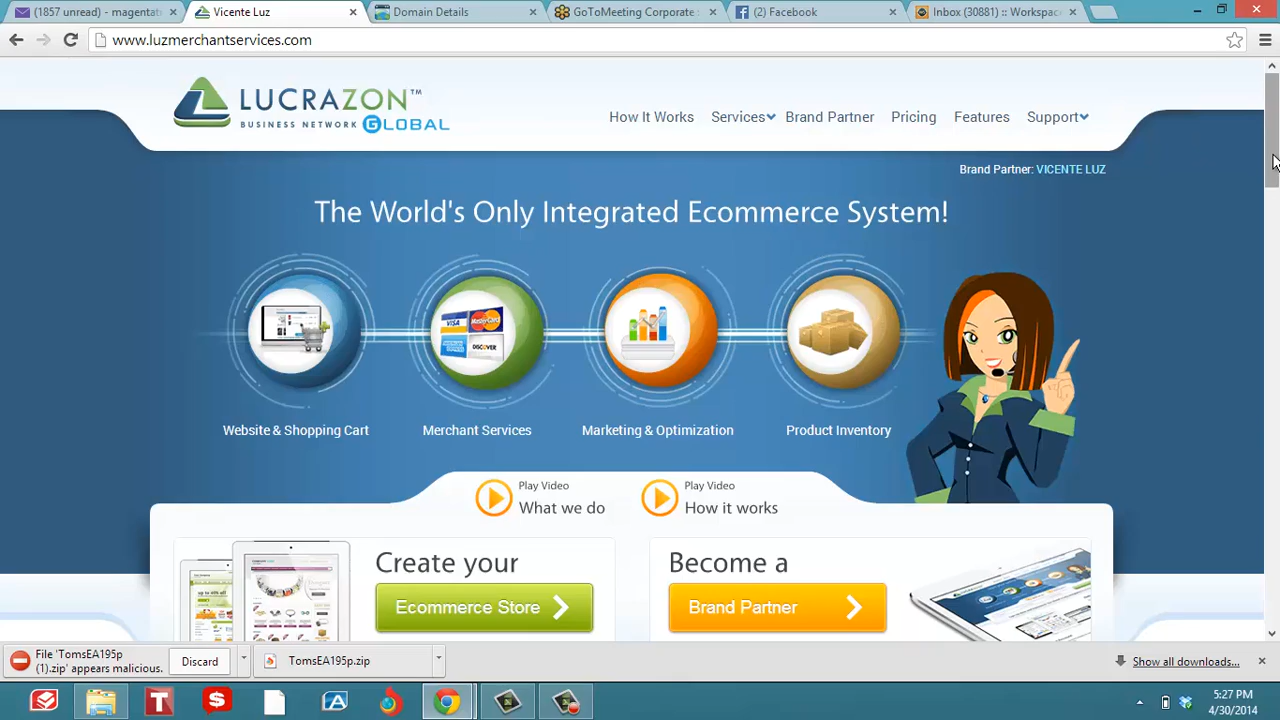 (1857 unread) - magentat
Vicente Luz
Domain Details
GoToMeeting Corporate
(2) Facebook
Inbox (30881) :: Workspac
www.luzmerchantservices.com
LUCRAZON™
BUSINESS NETWORK GLOBAL
How It Works Services Brand Partner Pricing Features Support
Brand Partner: VICENTE LUZ
The World's Only Integrated Ecommerce System!
VISA MasterCard
DISCOVER
Website & Shopping Cart
Merchant Services
Marketing & Optimization
Product Inventory
Play Video
What we do
Play Video
How it works
Create your
Ecommerce Store
Become a
Brand Partner
File 'TomsEA195p
(1).zip' appears malicious.
Discard
TomsEA195p.zip
Show all downloads...
5:27 PM
4/30/2014